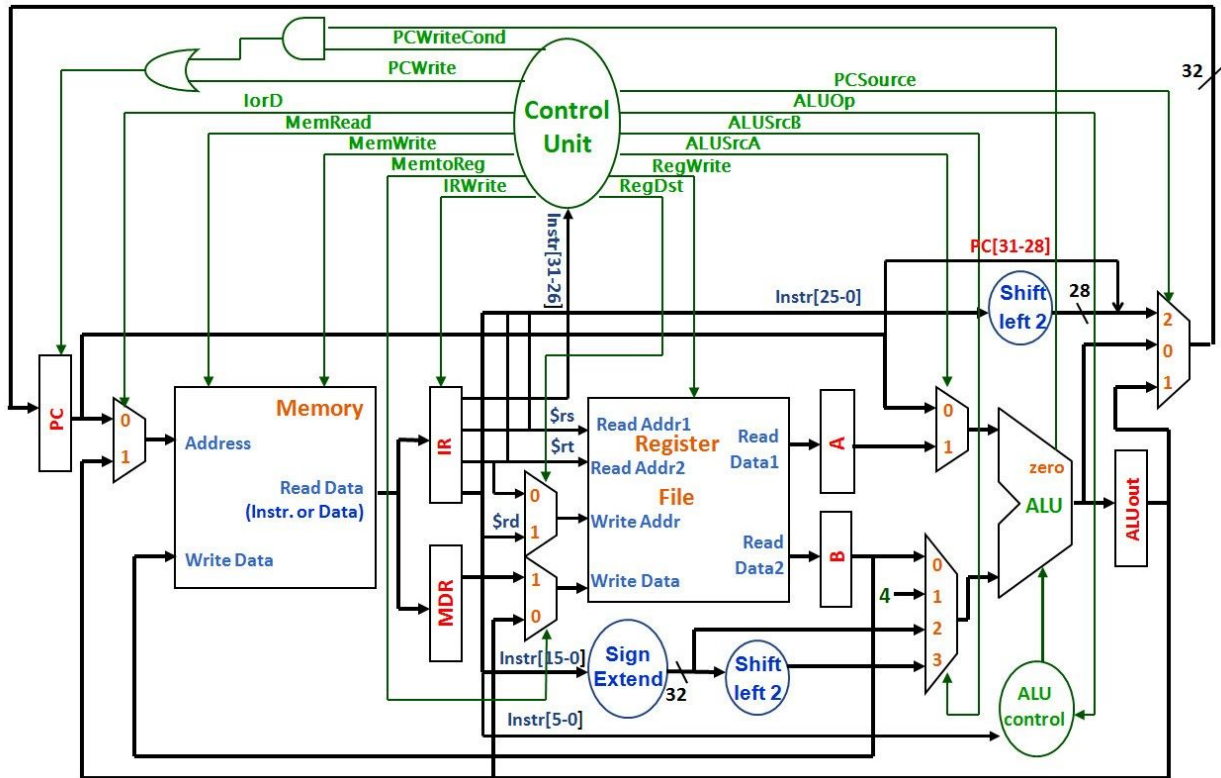 PCWriteCond
PCWrite
IorD
MemRead
MemWrite
MemtoReg
IRWrite
Control
Unit
PCSource
ALUOp
ALUSrcB
ALUSrcA
RegWrite
RegDst
32
Instr[31-26]
PC[31-28]
Instr[25-0]
Shift
left 2
28
2
0
1
PC
0
1
Memory
Address
Read Data
(Instr. or Data)
Write Data
IR
MDR
$rs
$rt
$rd
0
1
1
0
Read Addr1
Register
Read Addr2
File
Write Addr
Write Data
Read
Data1
Read
Data2
A
B
0
1
4
0
1
2
3
zero
ALU
ALUout
Instr[15-0]
Sign
Extend
32
Shift
left 2
Instr[5-0]
ALU
control